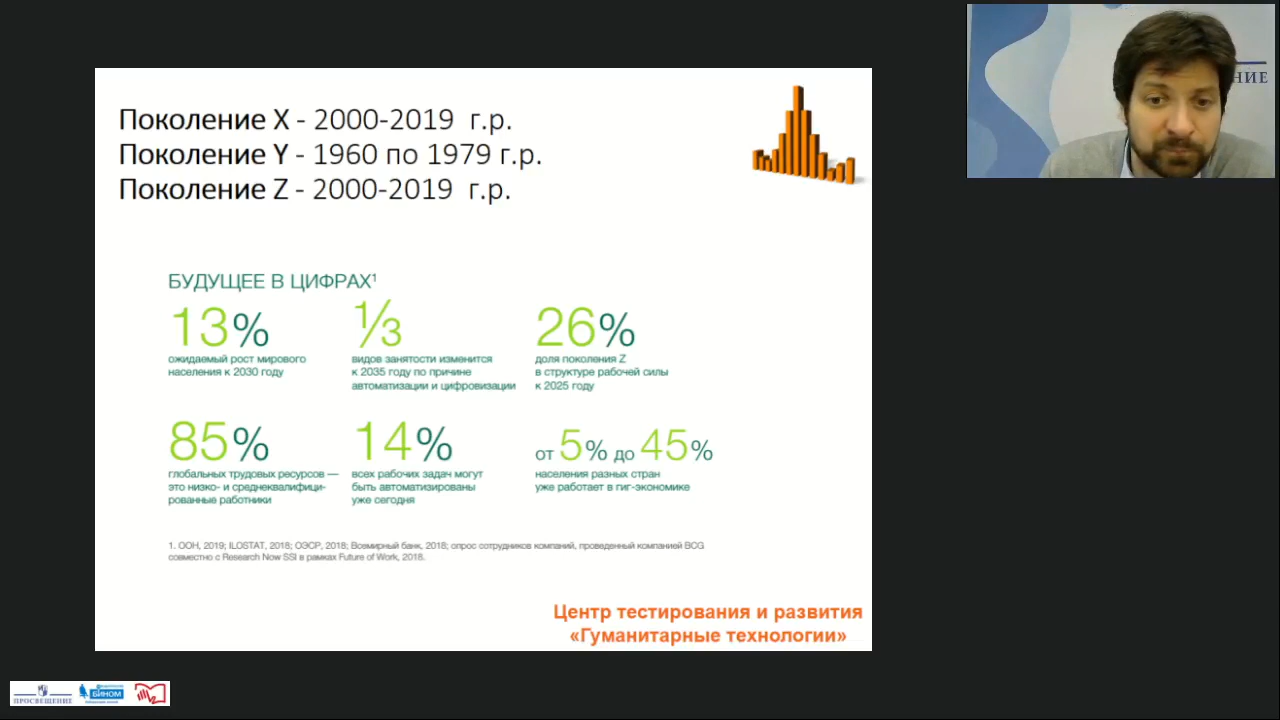 Поколение X - 2000-2019 г.р.
Поколение Y - 1960 по 1979 г.р.
Поколение Z - 2000-2019 г.р.
БУДУЩЕЕ В ЦИФРАХ¹
13%
ожидаемый рост мирового
населения к 2030 году
⅓
видов занятости изменится
к 2035 году по причине
автоматизации и цифровизации
26%
доля поколения Z
в структуре рабочей силы
к 2025 году
85%
глобальных трудовых ресурсов —
это низко- и среднеквалифици-
рованные работники
14%
всех рабочих задач могут
быть автоматизированы
уже сегодня
от 5% до 45%
населения разных стран
уже работает в гиг-экономике
1. ООН, 2019; ILOSTAT, 2018; ОЭСР, 2018; Всемирный банк, 2018; опрос сотрудников компаний, проведенный компанией BCG
совместно с Research Now SSI в рамках Future of Work, 2018.
Центр тестирования и развития
«Гуманитарные технологии»
НИЕ
ПРОСВЕЩЕНИЕ
БИНОМ